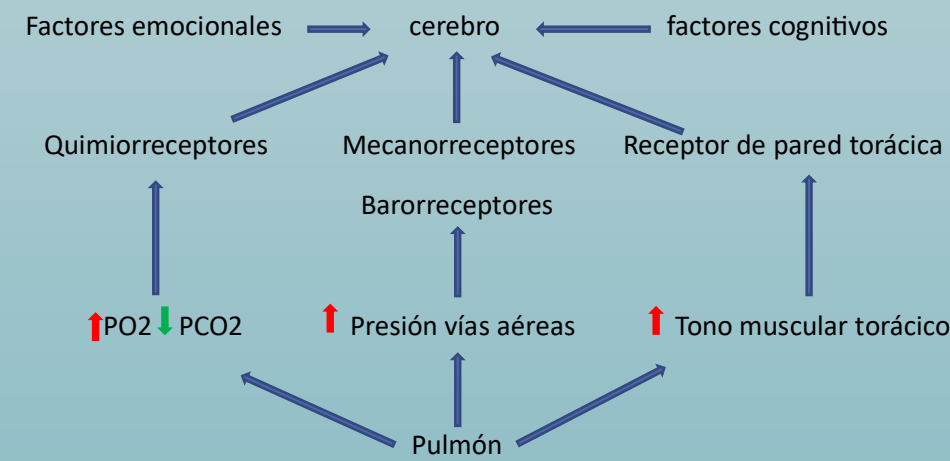 Factores emocionales cerebro factores cognitivos
Quimiorreceptores Mecanorreceptores Receptor de pared torácica
Barorreceptores
PO2 PCO2 Presión vías aéreas Tono muscular torácico
Pulmón